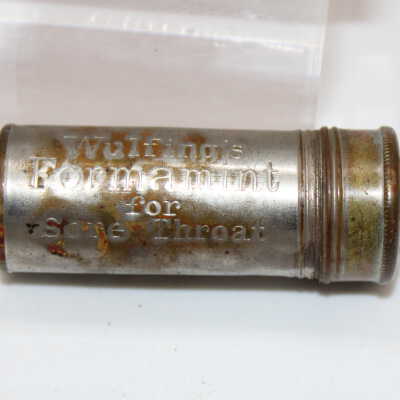 Wulfing's
Formamint
for
Sore Throat